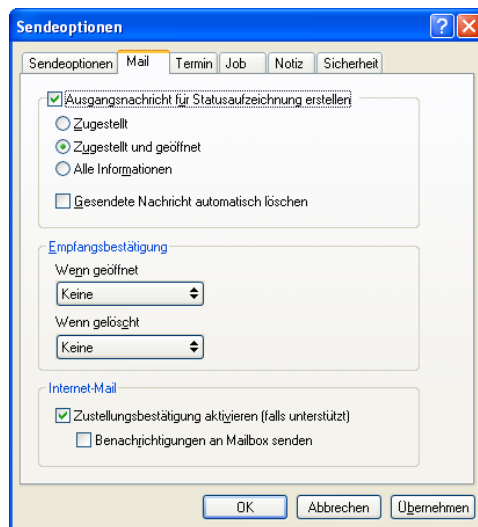 Sendeoptionen
Sendeoptionen Mail Termin Job Notiz Sicherheit
Ausgangsnachricht für Statusaufzeichnung erstellen
Zugestellt
Zugestellt und geöffnet
Alle Informationen
Gesendete Nachricht automatisch löschen
Empfangsbestätigung
Wenn geöffnet
Keine
Wenn gelöscht
Keine
Internet-Mail
Zustellungsbestätigung aktivieren (falls unterstützt)
Benachrichtigungen an Mailbox senden
OK Abbrechen Übernehmen